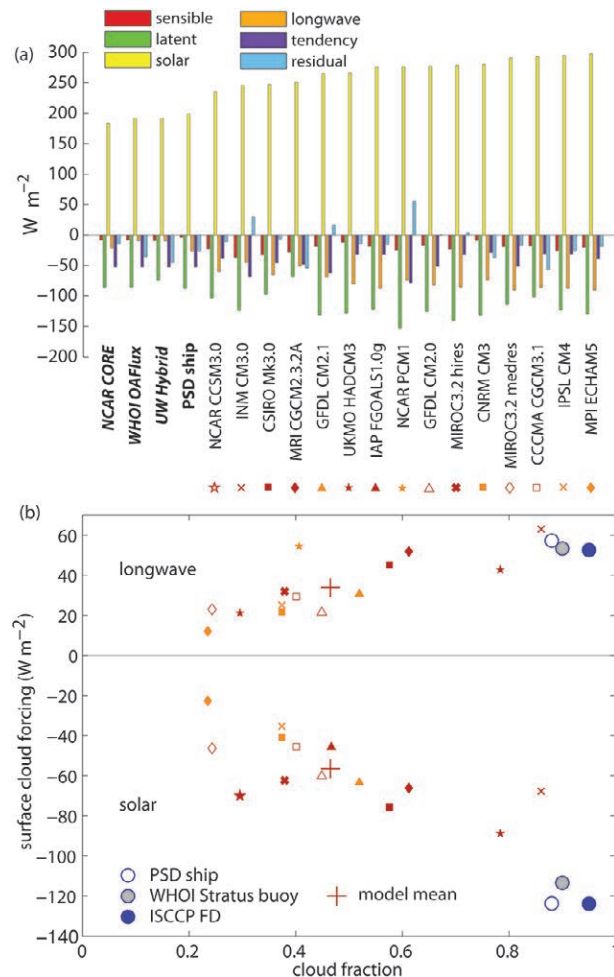 sensible longwave
latent tendency
solar residual
(a)
300
250
200
150
100
50
0
−50
−100
−150
−200
W m−2
NCAR CORE
WHOI OAFlux
UW Hybrid
PSD ship
NCAR CCSM3.0
INM CM3.0
CSIRO Mk3.0
MRI CGCM2.3.2A
GFDL CM2.1
UKMO HADCM3
IAP FGOALS1.0g
NCAR PCM1
GFDL CM2.0
MIROC3.2 hires
CNRM CM3
MIROC3.2 medres
CCCMA CGCM3.1
IPSL CM4
MPI ECHAM5
(b)
60
40
20
0
−20
−40
−60
−80
−100
−120
−140
surface cloud forcing (W m−2)
longwave
solar
PSD ship
WHOI Stratus buoy
ISCCP FD
model mean
0 0.2 0.4 0.6 0.8
cloud fraction